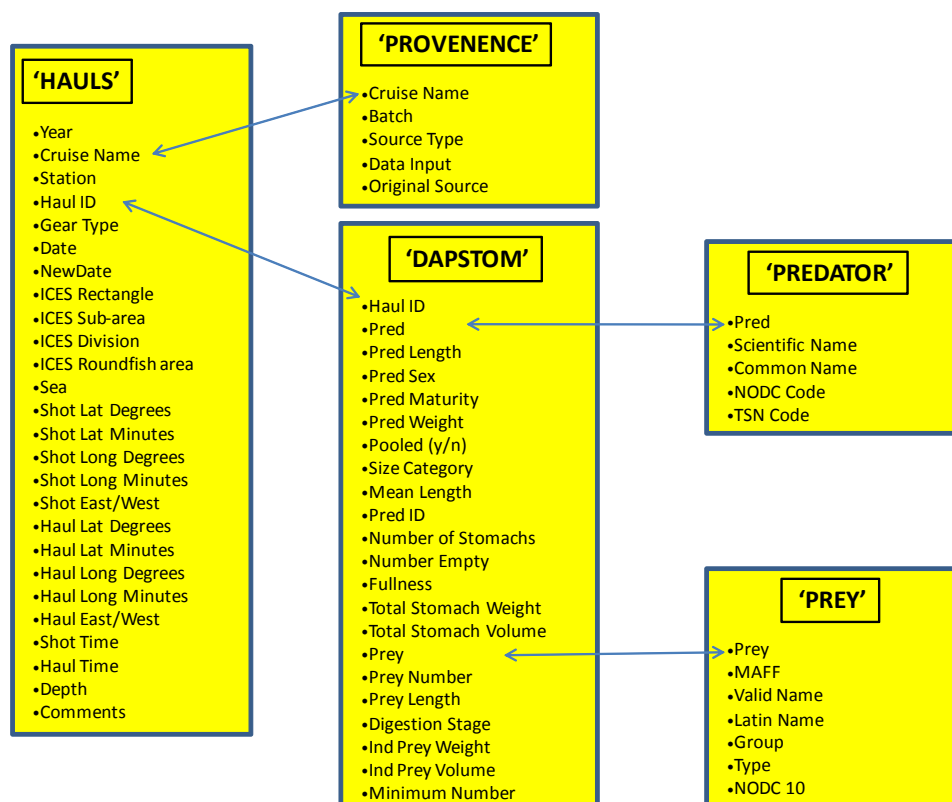 ‘HAULS’
•Year
•Cruise Name
•Station
•Haul ID
•Gear Type
•Date
•NewDate
•ICES Rectangle
•ICES Sub-area
•ICES Division
•ICES Roundfish area
•Sea
•Shot Lat Degrees
•Shot Lat Minutes
•Shot Long Degrees
•Shot Long Minutes
•Shot East/West
•Haul Lat Degrees
•Haul Lat Minutes
•Haul Long Degrees
•Haul Long Minutes
•Haul East/West
•Shot Time
•Haul Time
•Depth
•Comments
‘PROVENENCE’
•Cruise Name
•Batch
•Source Type
•Data Input
•Original Source
‘DAPSTOM’
•Haul ID
•Pred
•Pred Length
•Pred Sex
•Pred Maturity
•Pred Weight
•Pooled (y/n)
•Size Category
•Mean Length
•Pred ID
•Number of Stomachs
•Number Empty
•Fullness
•Total Stomach Weight
•Total Stomach Volume
•Prey
•Prey Number
•Prey Length
•Digestion Stage
•Ind Prey Weight
•Ind Prey Volume
•Minimum Number
‘PREDATOR’
•Pred
•Scientific Name
•Common Name
•NODC Code
•TSN Code
‘PREY’
•Prey
•MAFF
•Valid Name
•Latin Name
•Group
•Type
•NODC 10